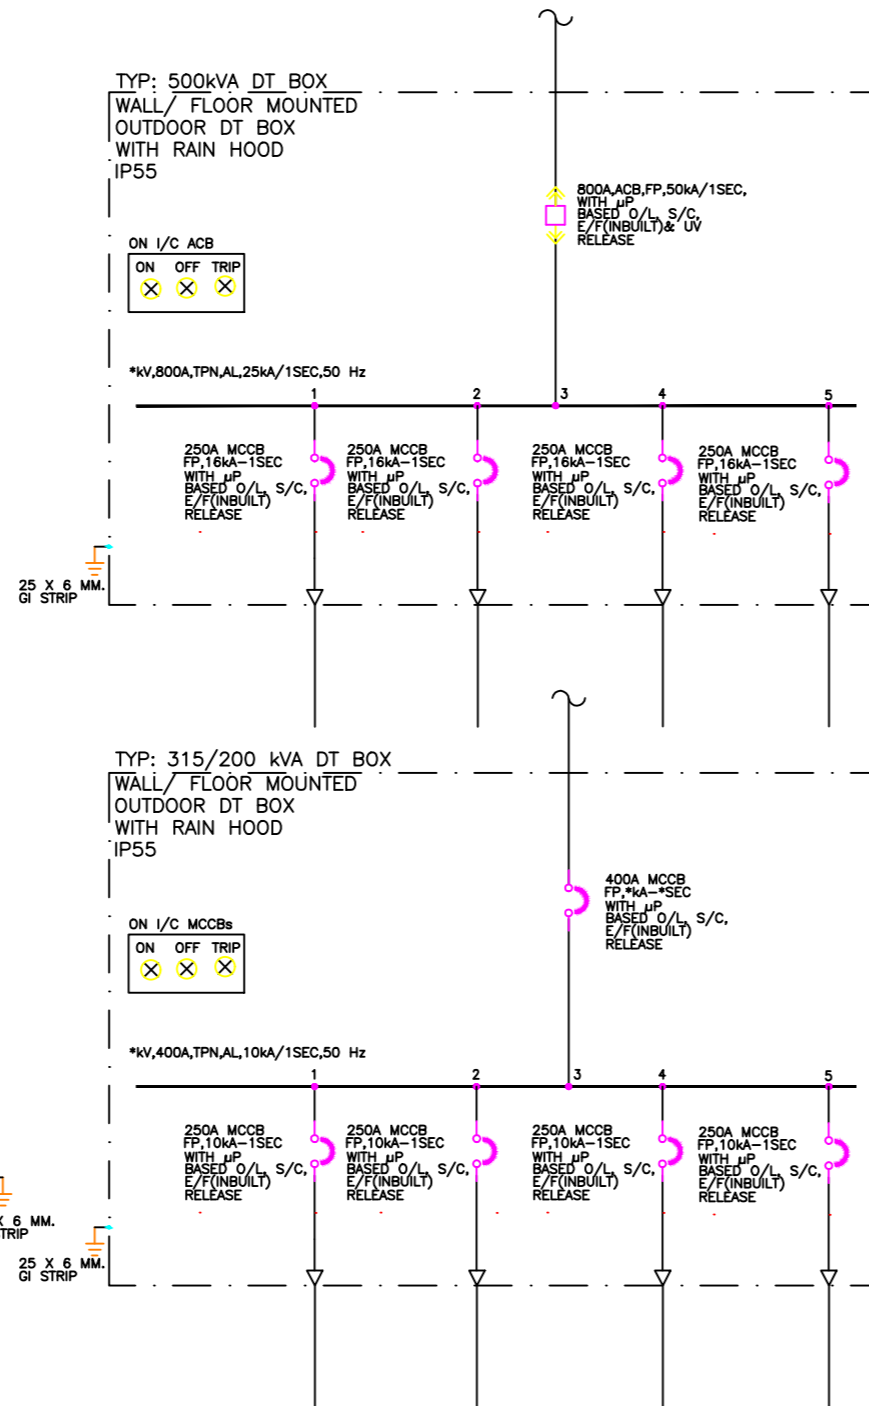 TYP: 500kVA DT BOX
WALL/ FLOOR MOUNTED
OUTDOOR DT BOX
WITH RAIN HOOD
IP55
800A,ACB,FP,50kA/1SEC,
WITH µP
BASED O/L, S/C,
E/F(INBUILT)& UV
RELEASE
ON I/C ACB
ON OFF TRIP
*kV,800A,TPN,AL,25kA/1SEC,50 Hz
1 2 3 4 5
250A MCCB
FP,16kA-1SEC
WITH µP
BASED O/L, S/C,
E/F(INBUILT)
RELEASE
250A MCCB
FP,16kA-1SEC
WITH µP
BASED O/L, S/C,
E/F(INBUILT)
RELEASE
250A MCCB
FP,16kA-1SEC
WITH µP
BASED O/L, S/C,
E/F(INBUILT)
RELEASE
250A MCCB
FP,16kA-1SEC
WITH µP
BASED O/L, S/C,
E/F(INBUILT)
RELEASE
25 X 6 MM.
GI STRIP
TYP: 315/200 kVA DT BOX
WALL/ FLOOR MOUNTED
OUTDOOR DT BOX
WITH RAIN HOOD
IP55
400A MCCB
FP,*kA-*SEC
WITH µP
BASED O/L, S/C,
E/F(INBUILT)
RELEASE
ON I/C MCCBs
ON OFF TRIP
*kV,400A,TPN,AL,10kA/1SEC,50 Hz
1 2 3 4 5
250A MCCB
FP,10kA-1SEC
WITH µP
BASED O/L, S/C,
E/F(INBUILT)
RELEASE
250A MCCB
FP,10kA-1SEC
WITH µP
BASED O/L, S/C,
E/F(INBUILT)
RELEASE
250A MCCB
FP,10kA-1SEC
WITH µP
BASED O/L, S/C,
E/F(INBUILT)
RELEASE
250A MCCB
FP,10kA-1SEC
WITH µP
BASED O/L, S/C,
E/F(INBUILT)
RELEASE
X 6 MM.
TRIP
25 X 6 MM.
GI STRIP